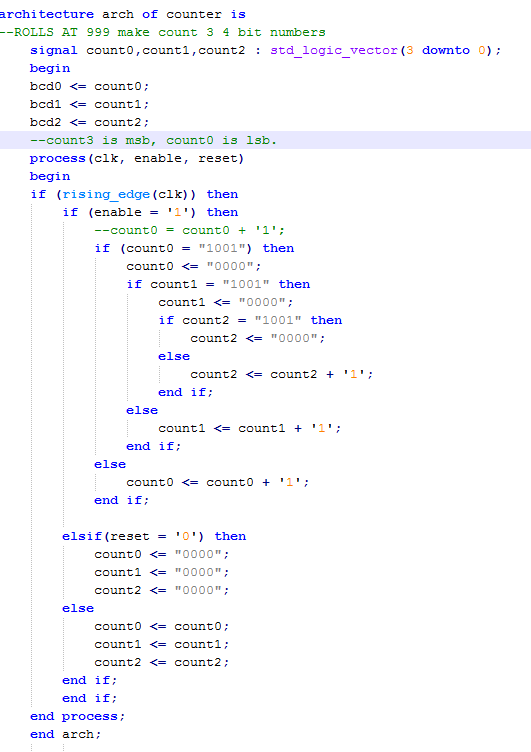 architecture arch of counter is
--ROLLS AT 999 make count 3 4 bit numbers
signal count0,count1,count2 : std_logic_vector(3 downto 0);
begin
bcd0 <= count0;
bcd1 <= count1;
bcd2 <= count2;
--count3 is msb, count0 is lsb.
process(clk, enable, reset)
begin
if (rising_edge(clk)) then
if (enable = '1') then
--count0 = count0 + '1';
if (count0 = "1001") then
count0 <= "0000";
if count1 = "1001" then
count1 <= "0000";
if count2 = "1001" then
count2 <= "0000";
else
count2 <= count2 + '1';
end if;
else
count1 <= count1 + '1';
end if;
else
count0 <= count0 + '1';
end if;
elsif(reset = '0') then
count0 <= "0000";
count1 <= "0000";
count2 <= "0000";
else
count0 <= count0;
count1 <= count1;
count2 <= count2;
end if;
end if;
end process;
end arch;